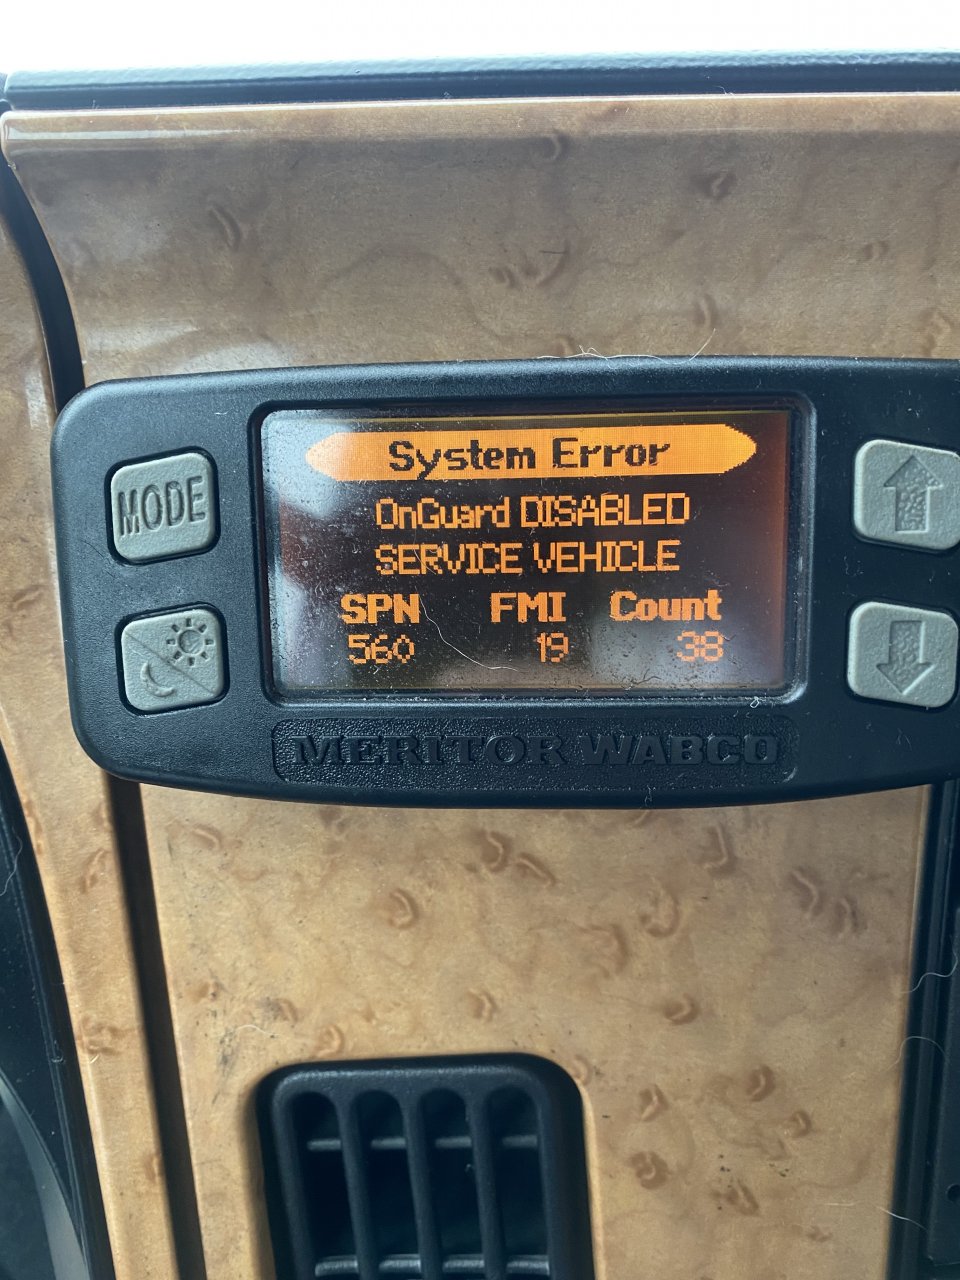 System Error
OnGuard DISABLED
SERVICE VEHICLE
SPN FMI Count
560 19 38
MODE
MERITOR WABCO